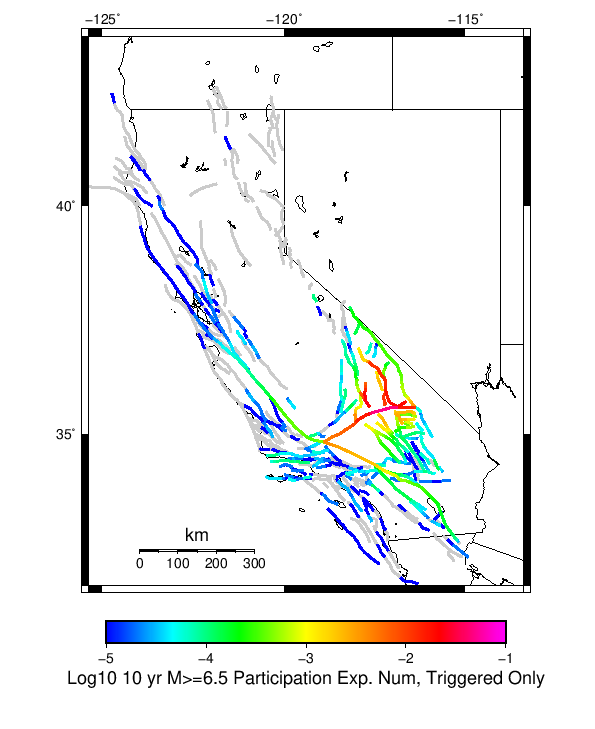 −125° −120° −115°
40°
35°
km
0 100 200 300
−5 −4 −3 −2 −1
Log10 10 yr M>=6.5 Participation Exp. Num, Triggered Only